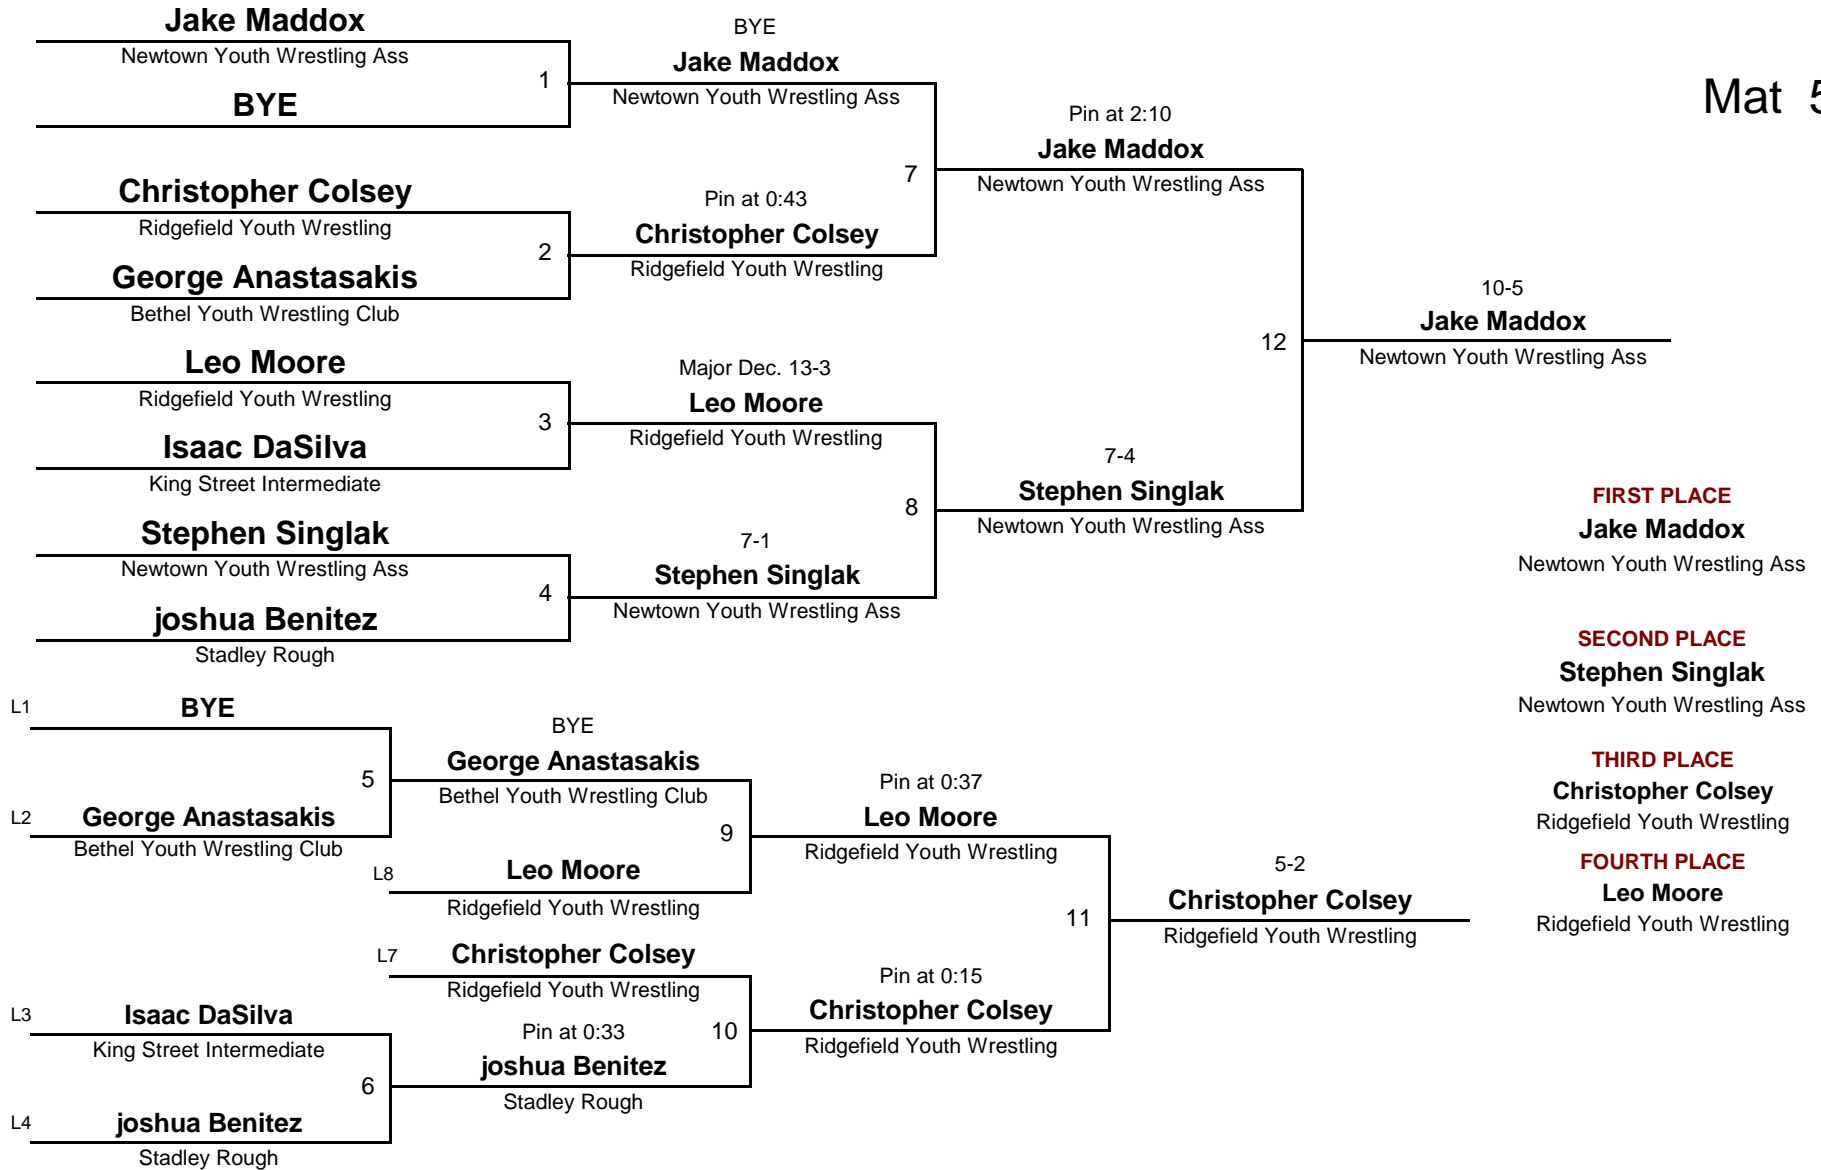 Jake Maddox
Newtown Youth Wrestling Ass
1
BYE
BYE
Jake Maddox
Newtown Youth Wrestling Ass
Mat 5
Christopher Colsey
Ridgefield Youth Wrestling
2
George Anastasakis
Bethel Youth Wrestling Club
Pin at 0:43
Christopher Colsey
Ridgefield Youth Wrestling
7
Pin at 2:10
Jake Maddox
Newtown Youth Wrestling Ass
Leo Moore
Ridgefield Youth Wrestling
3
Isaac DaSilva
King Street Intermediate
Major Dec. 13-3
Leo Moore
Ridgefield Youth Wrestling
Stephen Singlak
Newtown Youth Wrestling Ass
4
joshua Benitez
Stadley Rough
7-1
Stephen Singlak
Newtown Youth Wrestling Ass
8
7-4
Stephen Singlak
Newtown Youth Wrestling Ass
12
10-5
Jake Maddox
Newtown Youth Wrestling Ass
FIRST PLACE
Jake Maddox
Newtown Youth Wrestling Ass
SECOND PLACE
Stephen Singlak
Newtown Youth Wrestling Ass
THIRD PLACE
Christopher Colsey
Ridgefield Youth Wrestling
FOURTH PLACE
Leo Moore
Ridgefield Youth Wrestling
L1
BYE
5
L2
George Anastasakis
Bethel Youth Wrestling Club
BYE
George Anastasakis
Bethel Youth Wrestling Club
9
L8
Leo Moore
Ridgefield Youth Wrestling
Pin at 0:37
Leo Moore
Ridgefield Youth Wrestling
L7
Christopher Colsey
Ridgefield Youth Wrestling
10
L3
Isaac DaSilva
King Street Intermediate
6
L4
joshua Benitez
Stadley Rough
Pin at 0:33
joshua Benitez
Stadley Rough
Pin at 0:15
Christopher Colsey
Ridgefield Youth Wrestling
11
5-2
Christopher Colsey
Ridgefield Youth Wrestling